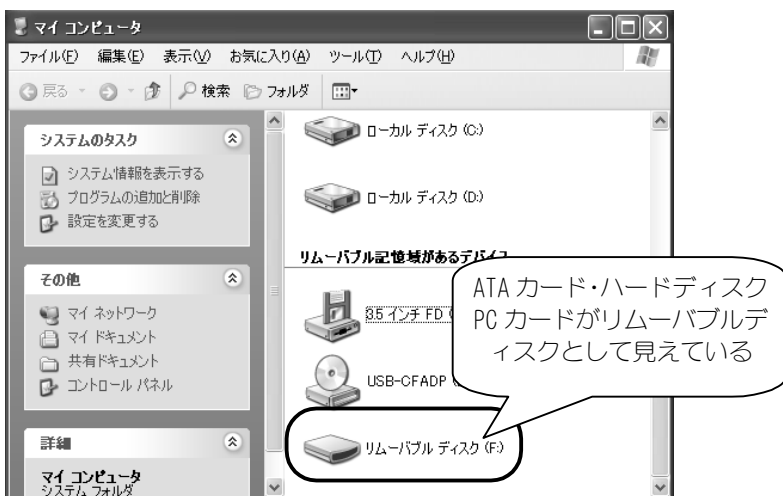 マイ コンピュータ
ファイル(F) 編集(E) 表示(V) お気に入り(A) ツール(T) ヘルプ(H)
戻る 検索 フォルダ
システムのタスク
システム情報を表示する
プログラムの追加と削除
設定を変更する
その他
マイ ネットワーク
マイ ドキュメント
共有ドキュメント
コントロール パネル
詳細
マイ コンピュータ
システム フォルダ
ローカル ディスク (C:)
ローカル ディスク (D:)
リムーバブル記憶域があるデバイス
3.5 インチ FD (
USB-CFADP (
リムーバブル ディスク (F:)
ATA カード・ハードディスク
PC カードがリムーバブルデ
ィスクとして見えている